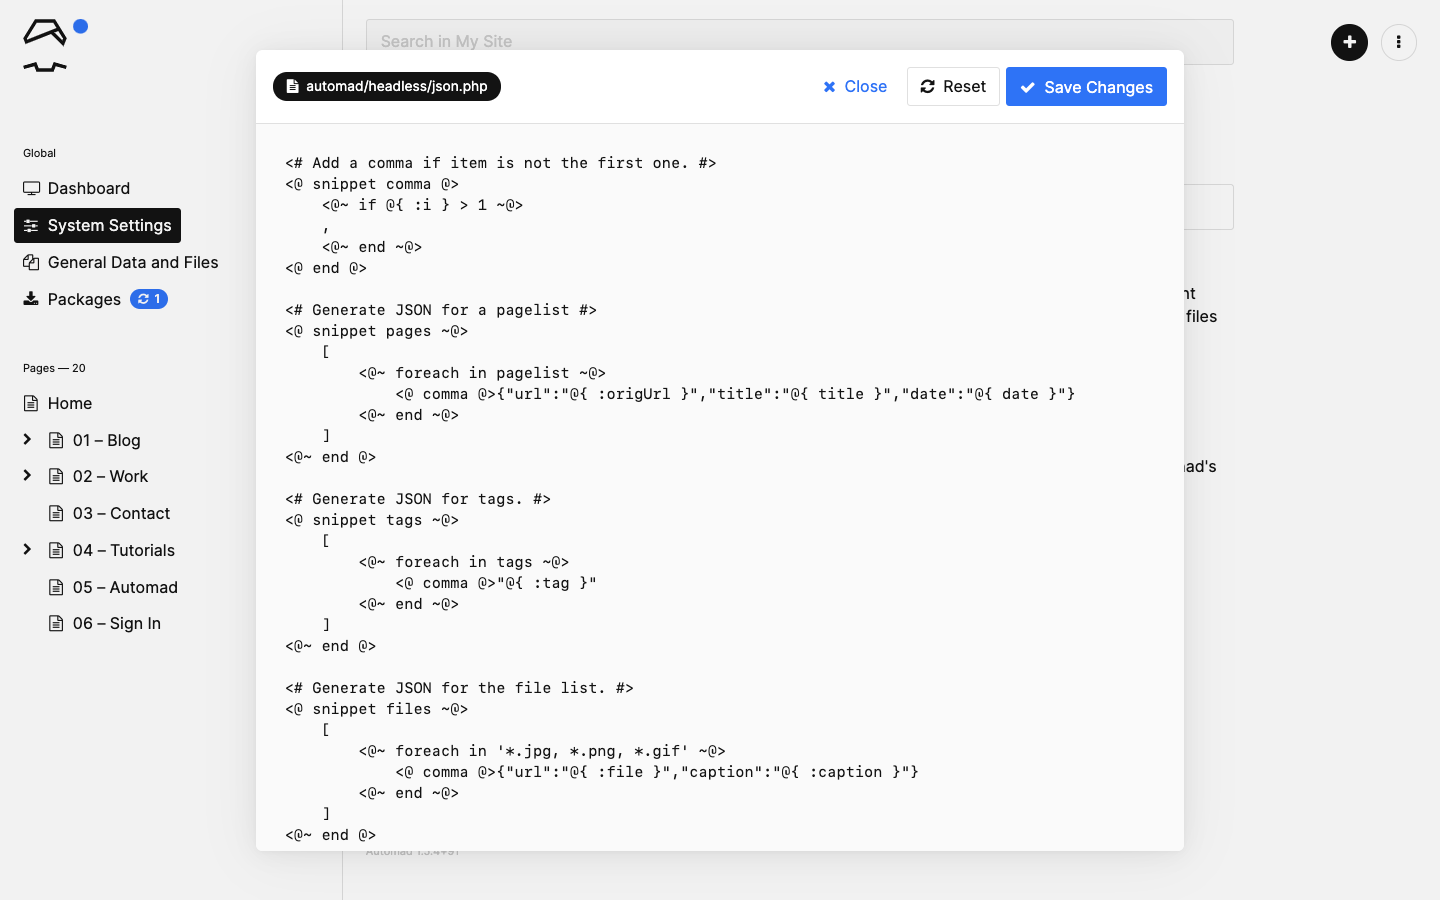 Search in My Site
automad/headless/json.php
Close
Reset
Save Changes
Global
Dashboard
System Settings
General Data and Files
Packages 1
Pages — 20
Home
01 – Blog
02 – Work
03 – Contact
04 – Tutorials
05 – Automad
06 – Sign In
<# Add a comma if item is not the first one. #>
<@ snippet comma @>
    <@~ if @{ :i } > 1 ~@>
    ,
    <@~ end ~@>
<@ end @>
<# Generate JSON for a pagelist #>
<@ snippet pages ~@>
    [
        <@~ foreach in pagelist ~@>
            <@ comma @>{"url":"@{ :origUrl }","title":"@{ title }","date":"@{ date }"}
        <@~ end ~@>
    ]
<@~ end @>
<# Generate JSON for tags. #>
<@ snippet tags ~@>
    [
        <@~ foreach in tags ~@>
            <@ comma @>"@{ :tag }"
        <@~ end ~@>
    ]
<@~ end @>
<# Generate JSON for the file list. #>
<@ snippet files ~@>
    [
        <@~ foreach in '*.jpg, *.png, *.gif' ~@>
            <@ comma @>{"url":"@{ :file }","caption":"@{ :caption }"}
        <@~ end ~@>
    ]
<@~ end @>
files